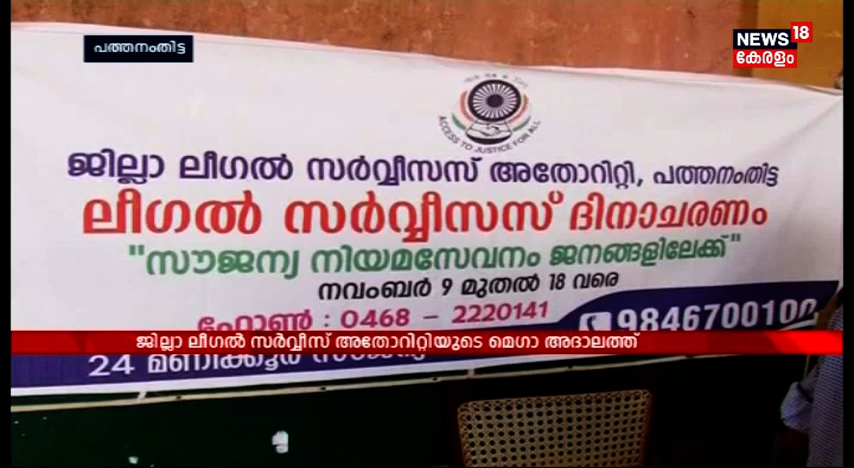 പത്തനംതിട്ട
NEWS 18
കേരളം
ACCESS TO JUSTICE FOR ALL
ജില്ലാ ലീഗൽ സർവ്വീസസ് അതോറിറ്റി, പത്തനംതിട്ട
ലീഗൽ സർവ്വീസസ് ദിനാചരണം
"സൗജന്യ നിയമസേവനം ജനങ്ങളിലേക്ക്"
നവംബർ 9 മുതൽ 18 വരെ
ഫോൺ : 0468 - 2220141
9846700100
ജില്ലാ ലീഗൽ സർവ്വീസ് അതോറിറ്റിയുടെ മെഗാ അദാലത്ത്
24 മണിക്കൂർ